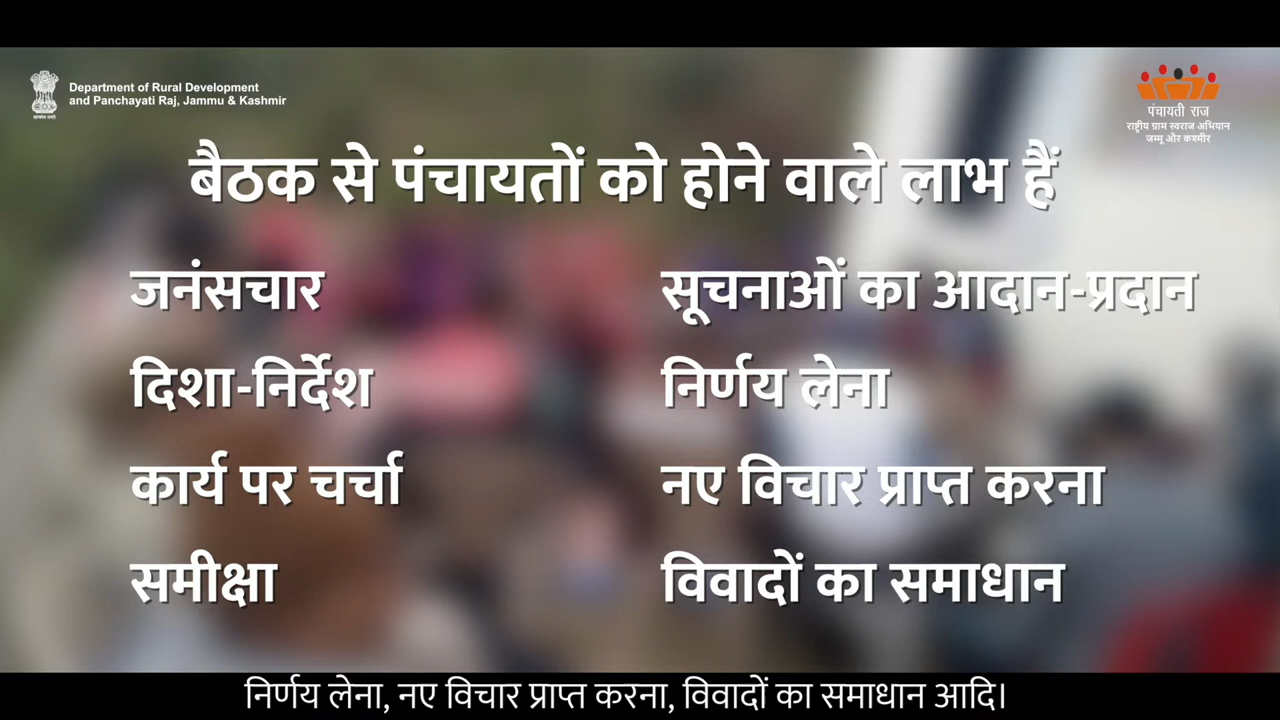 Department of Rural Development
and Panchayati Raj, Jammu & Kashmir
पंचायती राज
राष्ट्रीय ग्राम स्वराज अभियान
जम्मू और कश्मीर
बैठक से पंचायतों को होने वाले लाभ हैं
जनंसचार
सूचनाओं का आदान-प्रदान
दिशा-निर्देश
निर्णय लेना
कार्य पर चर्चा
नए विचार प्राप्त करना
समीक्षा
विवादों का समाधान
निर्णय लेना, नए विचार प्राप्त करना, विवादों का समाधान आदि।